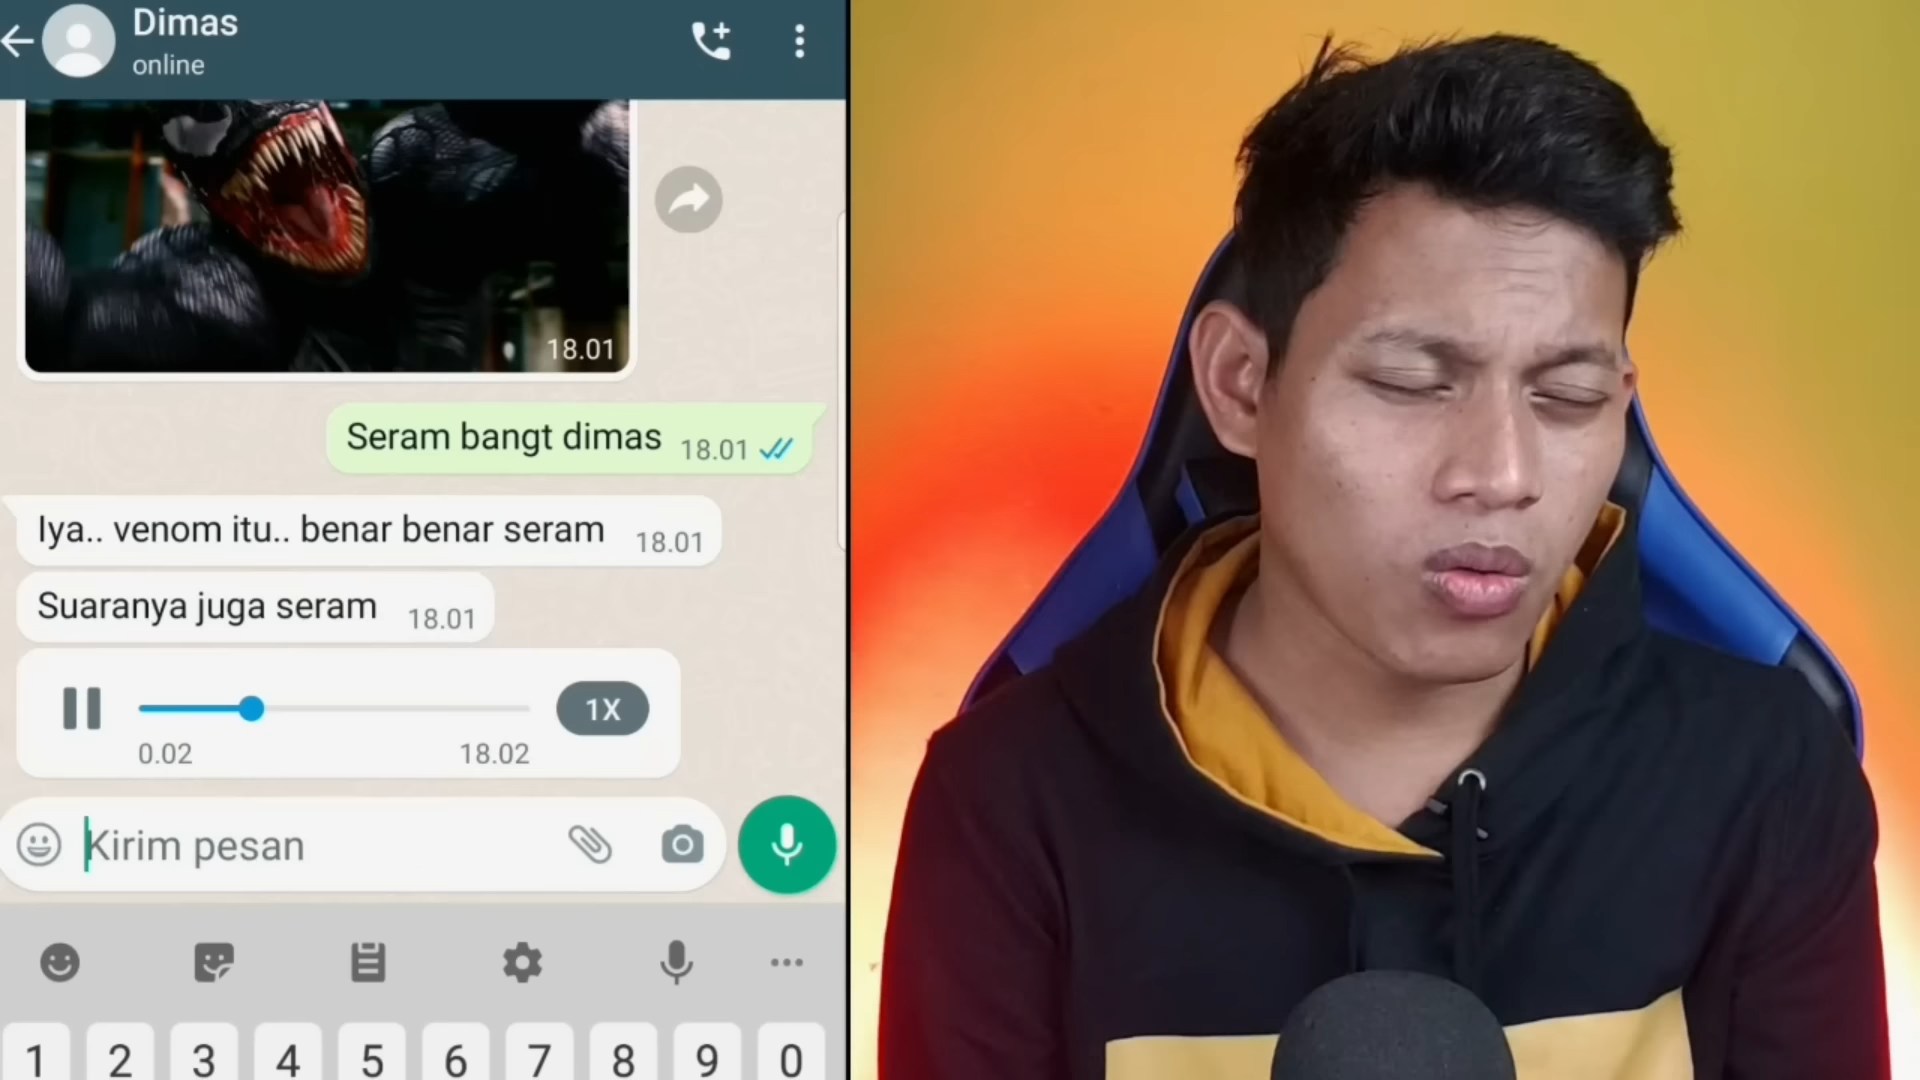 Dimas
online
18.01
Seram bangt dimas 18.01
Iya.. venom itu.. benar benar seram 18.01
Suaranya juga seram 18.01
1X
0.02 18.02
Kirim pesan
1 2 3 4 5 6 7 8 9 0